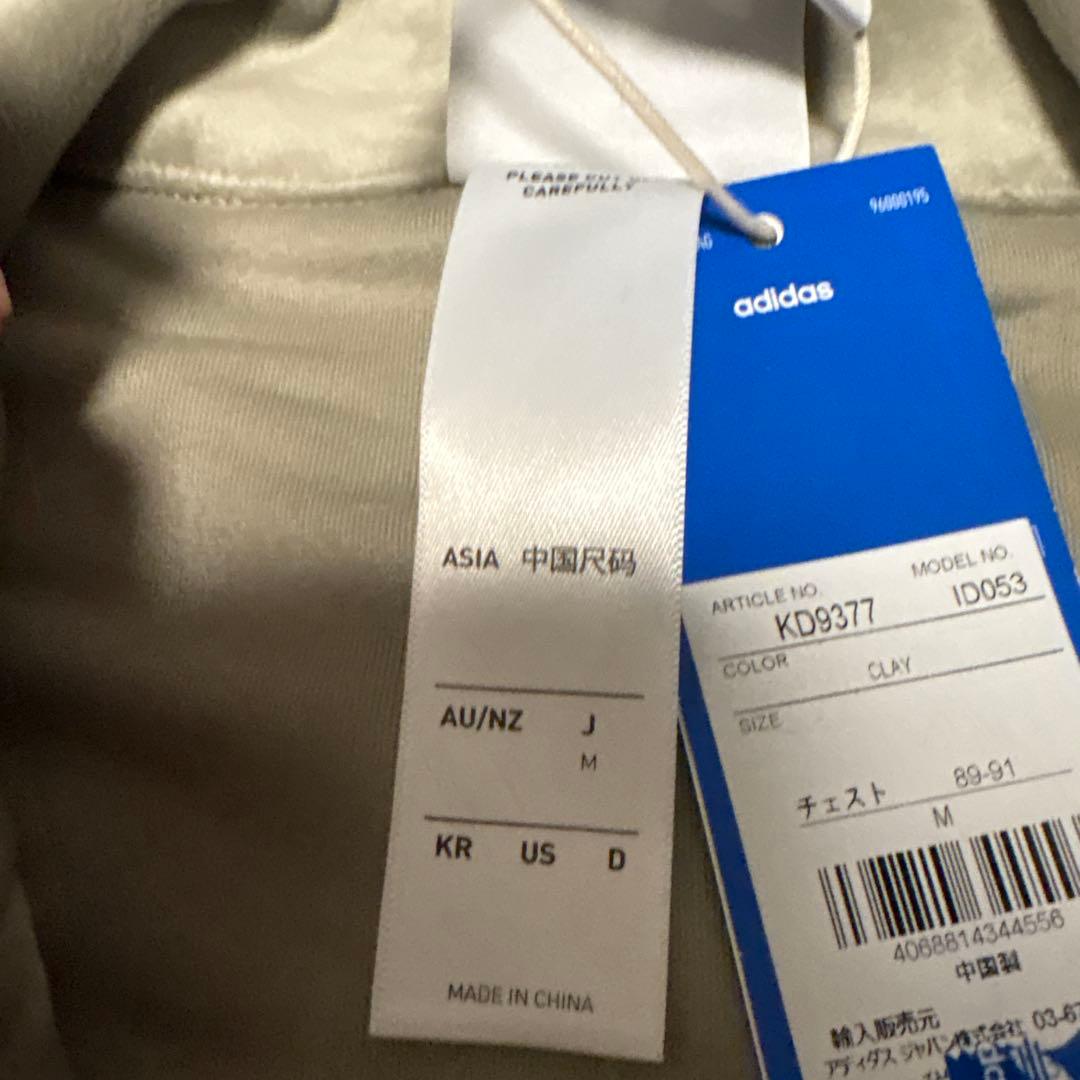 PLEASE CUT
CAREFULLY
ASIA 中国尺码
AU/NZ J
M
KR US D
MADE IN CHINA
96000195
adidas
ARTICLE NO. MODEL NO.
KD9377 ID053
COLOR CLAY
SIZE
チェスト 89-91
M
4068814344556
中国製
輸入販売元
アディダス ジャパン株式会社 03-67